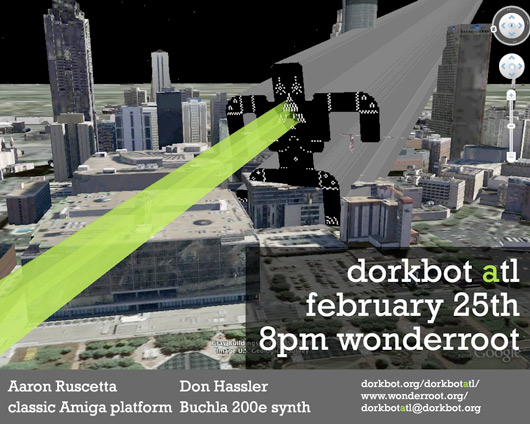 dorkbot atl
february 25th
8pm wonderroot
Google
Aaron Ruscetta
classic Amiga platform
Don Hassler
Buchla 200e synth
dorkbot.org/dorkbotatl/
www.wonderroot.org/
dorkbotatl@dorkbot.org